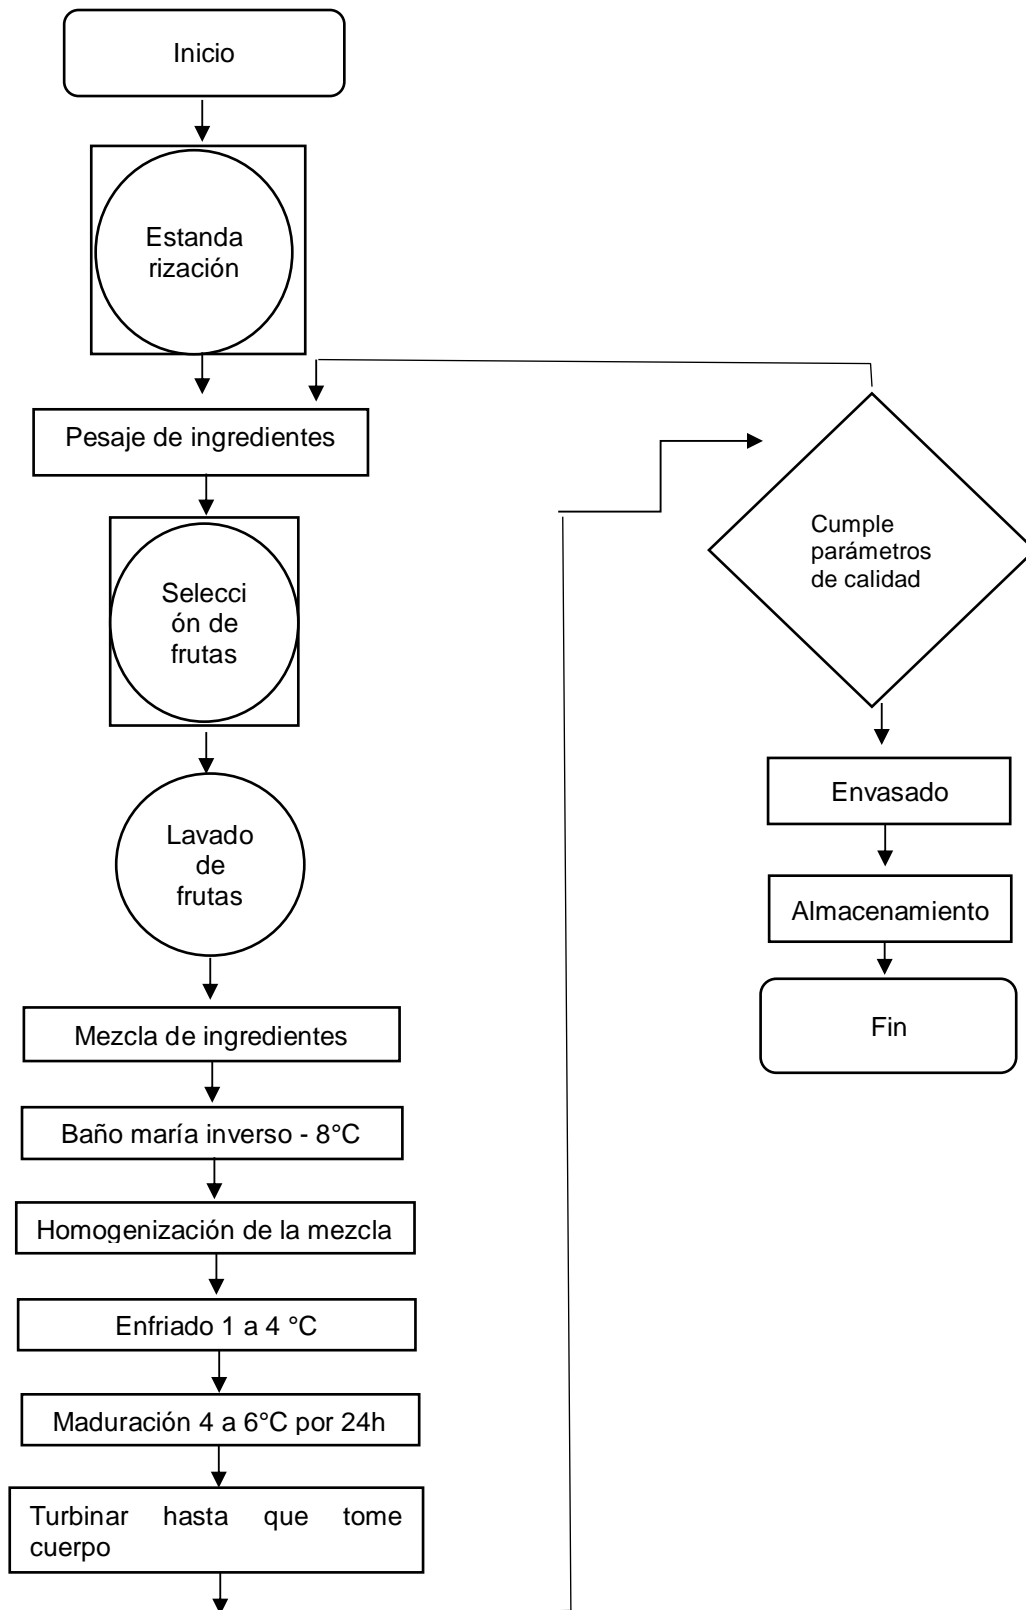 Inicio
Estanda
rización
Pesaje de ingredientes
Selecci
ón de
frutas
Lavado
de
frutas
Mezcla de ingredientes
Baño maría inverso - 8°C
Homogenización de la mezcla
Enfriado 1 a 4 °C
Maduración 4 a 6°C por 24h
Turbinar hasta que tome
cuerpo
Cumple
parámetros
de calidad
Envasado
Almacenamiento
Fin